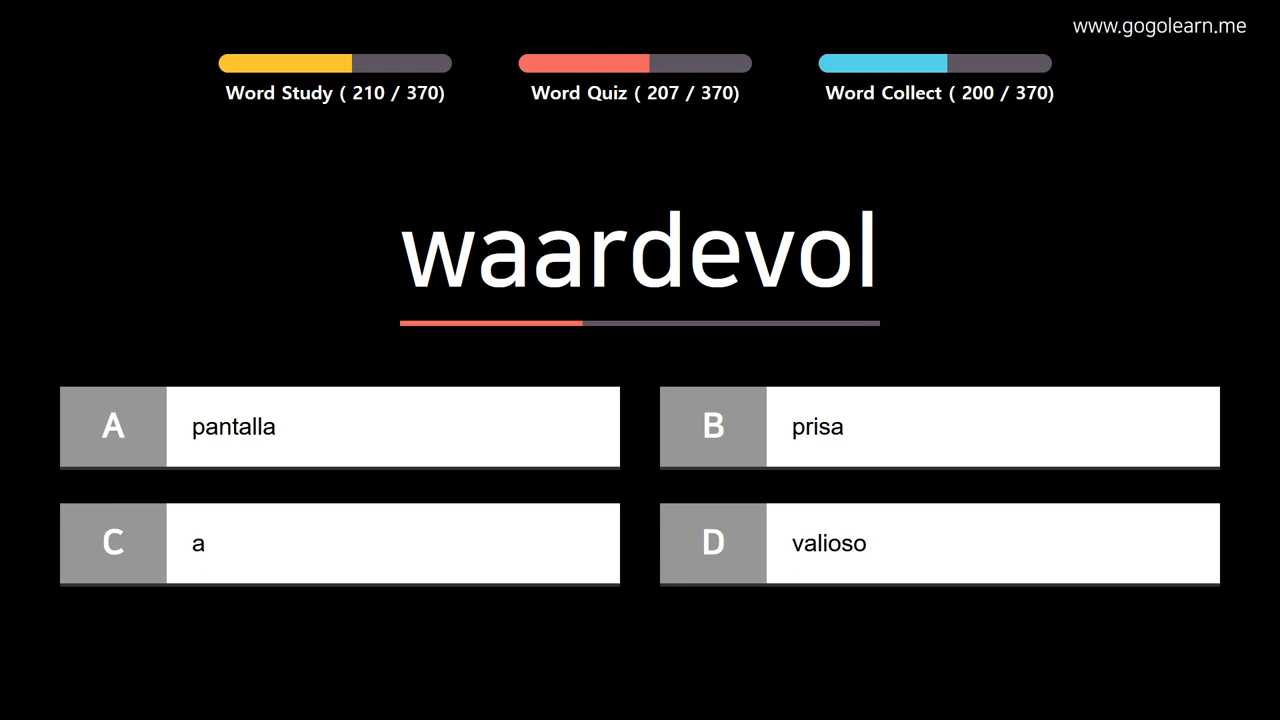 www.gogolearn.me
Word Study ( 210 / 370)
Word Quiz ( 207 / 370)
Word Collect ( 200 / 370)
waardevol
A pantalla
B prisa
C a
D valioso